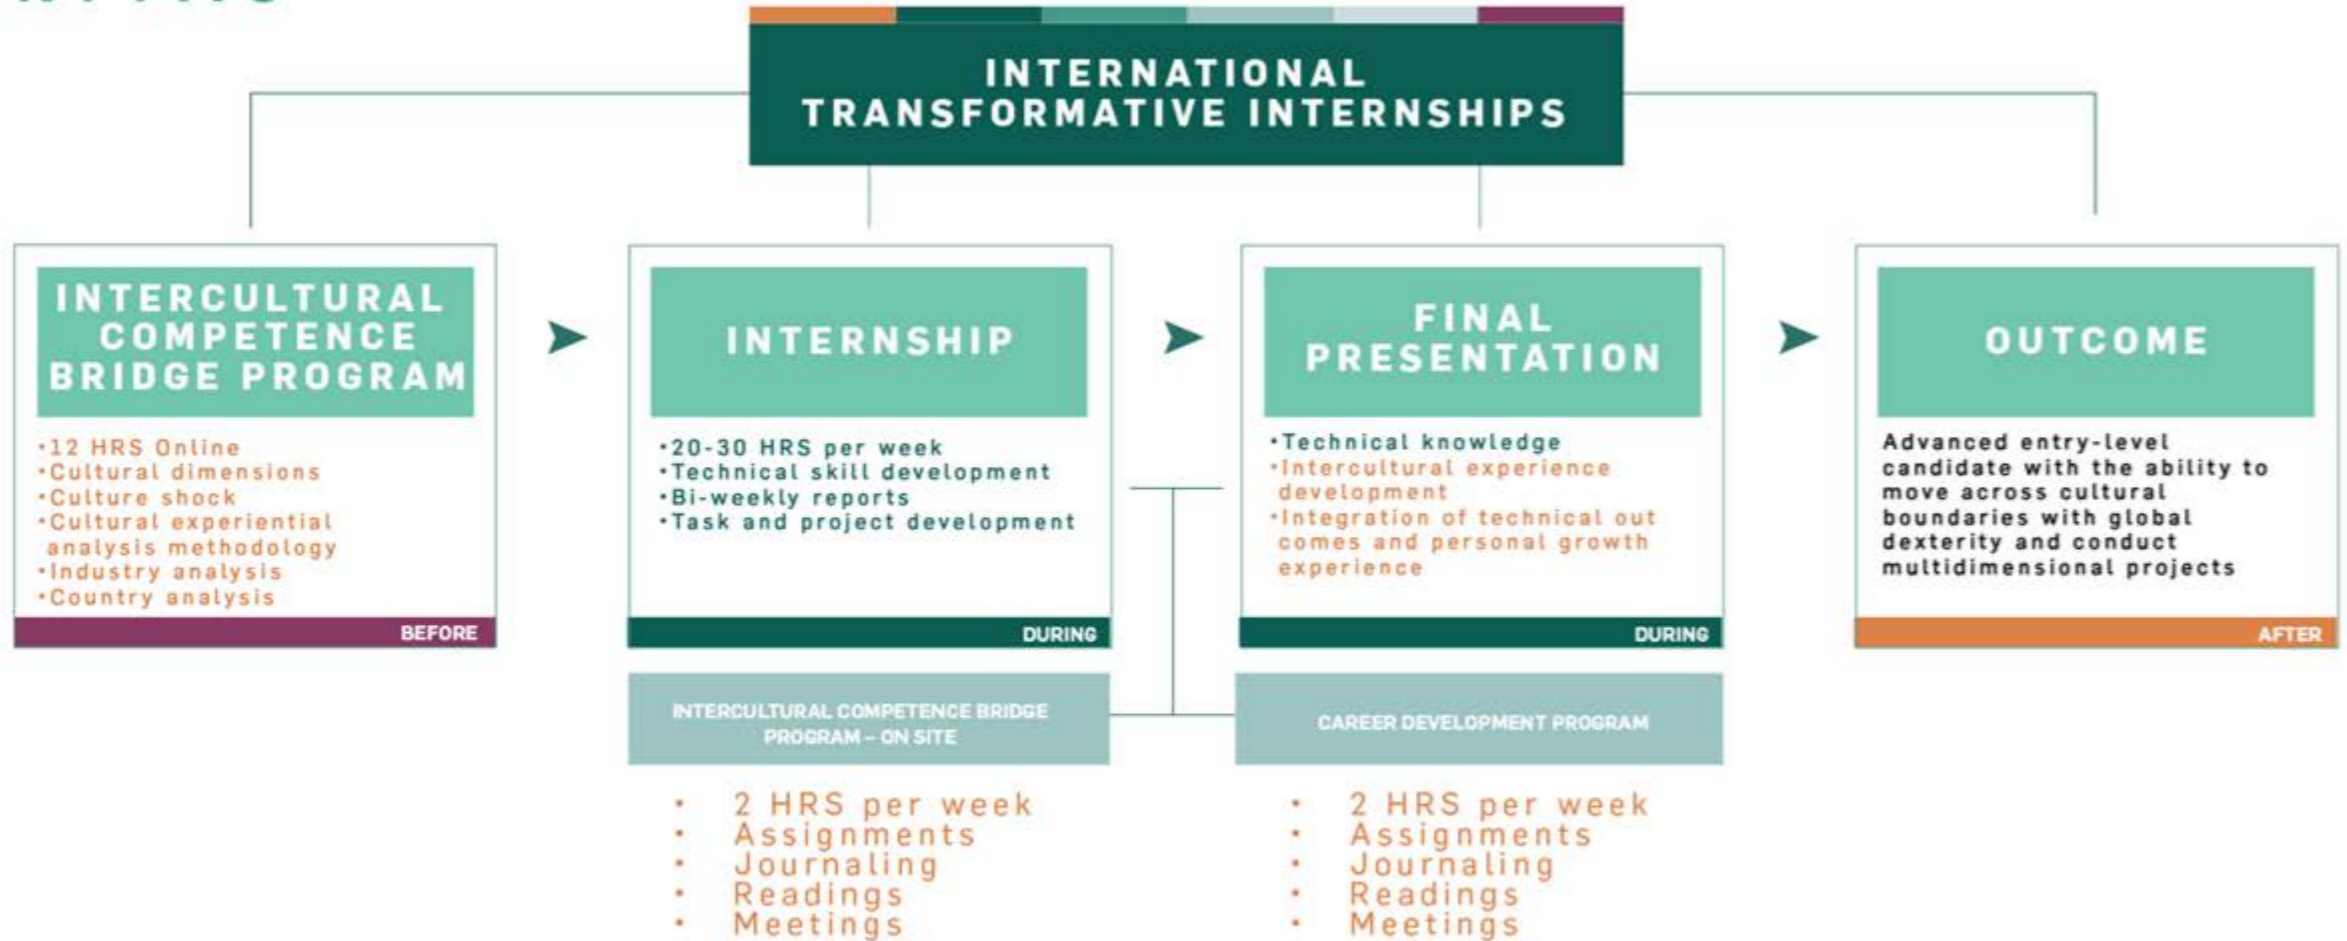 INTERNATIONAL
TRANSFORMATIVE INTERNSHIPS
INTERCULTURAL
COMPETENCE
BRIDGE PROGRAM
•12 HRS Online
•Cultural dimensions
•Culture shock
•Cultural experiential
analysis methodology
•Industry analysis
•Country analysis
BEFORE
INTERNSHIP
•20-30 HRS per week
•Technical skill development
•Bi-weekly reports
•Task and project development
DURING
FINAL
PRESENTATION
•Technical knowledge
•Intercultural experience
development
•Integration of technical out
comes and personal growth
experience
DURING
OUTCOME
Advanced entry-level
candidate with the ability to
move across cultural
boundaries with global
dexterity and conduct
multidimensional projects
AFTER
INTERCULTURAL COMPETENCE BRIDGE
PROGRAM – ON SITE
• 2 HRS per week
• Assignments
• Journaling
• Readings
• Meetings
CAREER DEVELOPMENT PROGRAM
• 2 HRS per week
• Assignments
• Journaling
• Readings
• Meetings